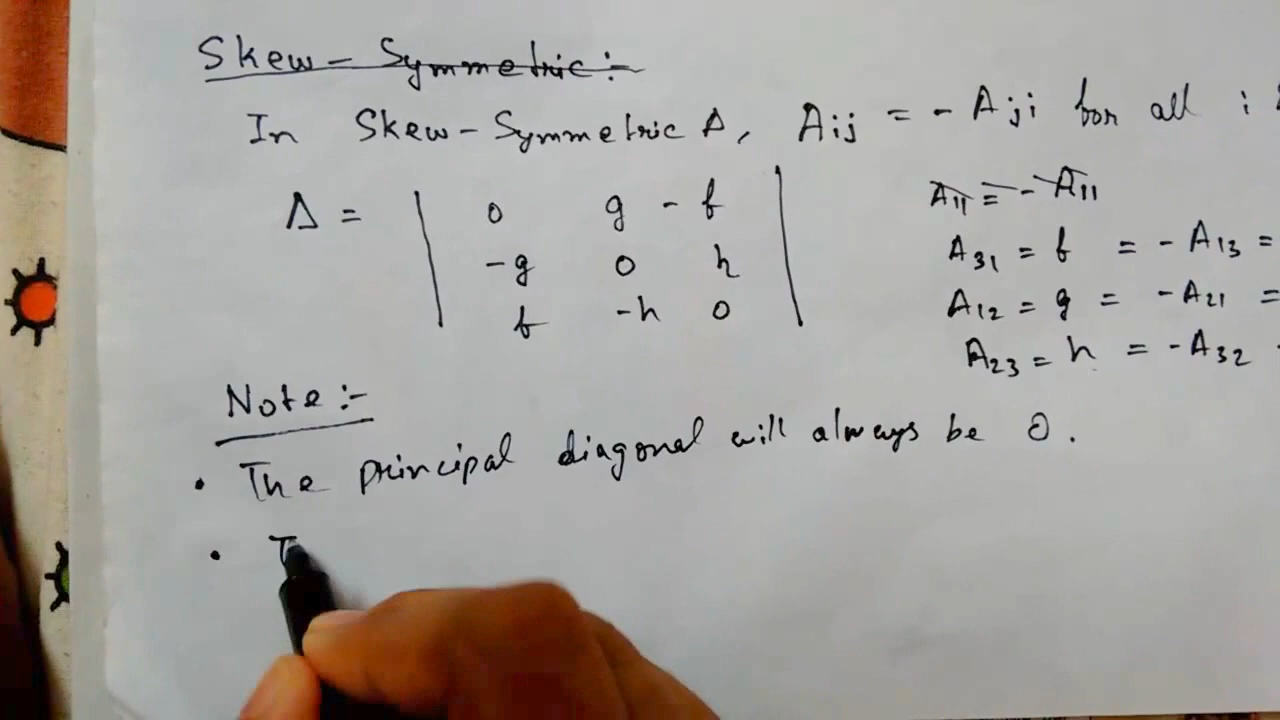 Skew-Symmetric:-
In Skew-Symmetric Δ, Aij = - Aji for all i
Δ = | 0 g -f |
| -g 0 h |
| f -h 0 |
A11 = - A11
A31 = f = - A13 =
A12 = g = - A21 =
A23 = h = - A32
Note:-
• The principal diagonal will always be 0.
• T